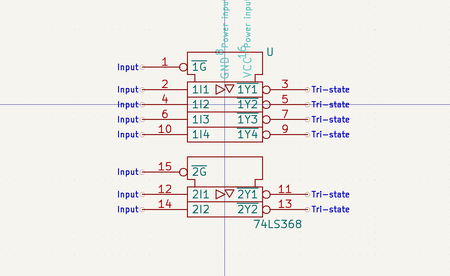 Power input
Power input
GND 8
VCC 16
U
Input 1 1G
Input 2 1I1 1Y1 3 Tri-state
Input 4 1I2 1Y2 5 Tri-state
Input 6 1I3 1Y3 7 Tri-state
Input 10 1I4 1Y4 9 Tri-state
Input 15 2G
Input 12 2I1 2Y1 11 Tri-state
Input 14 2I2 2Y2 13 Tri-state
74LS368